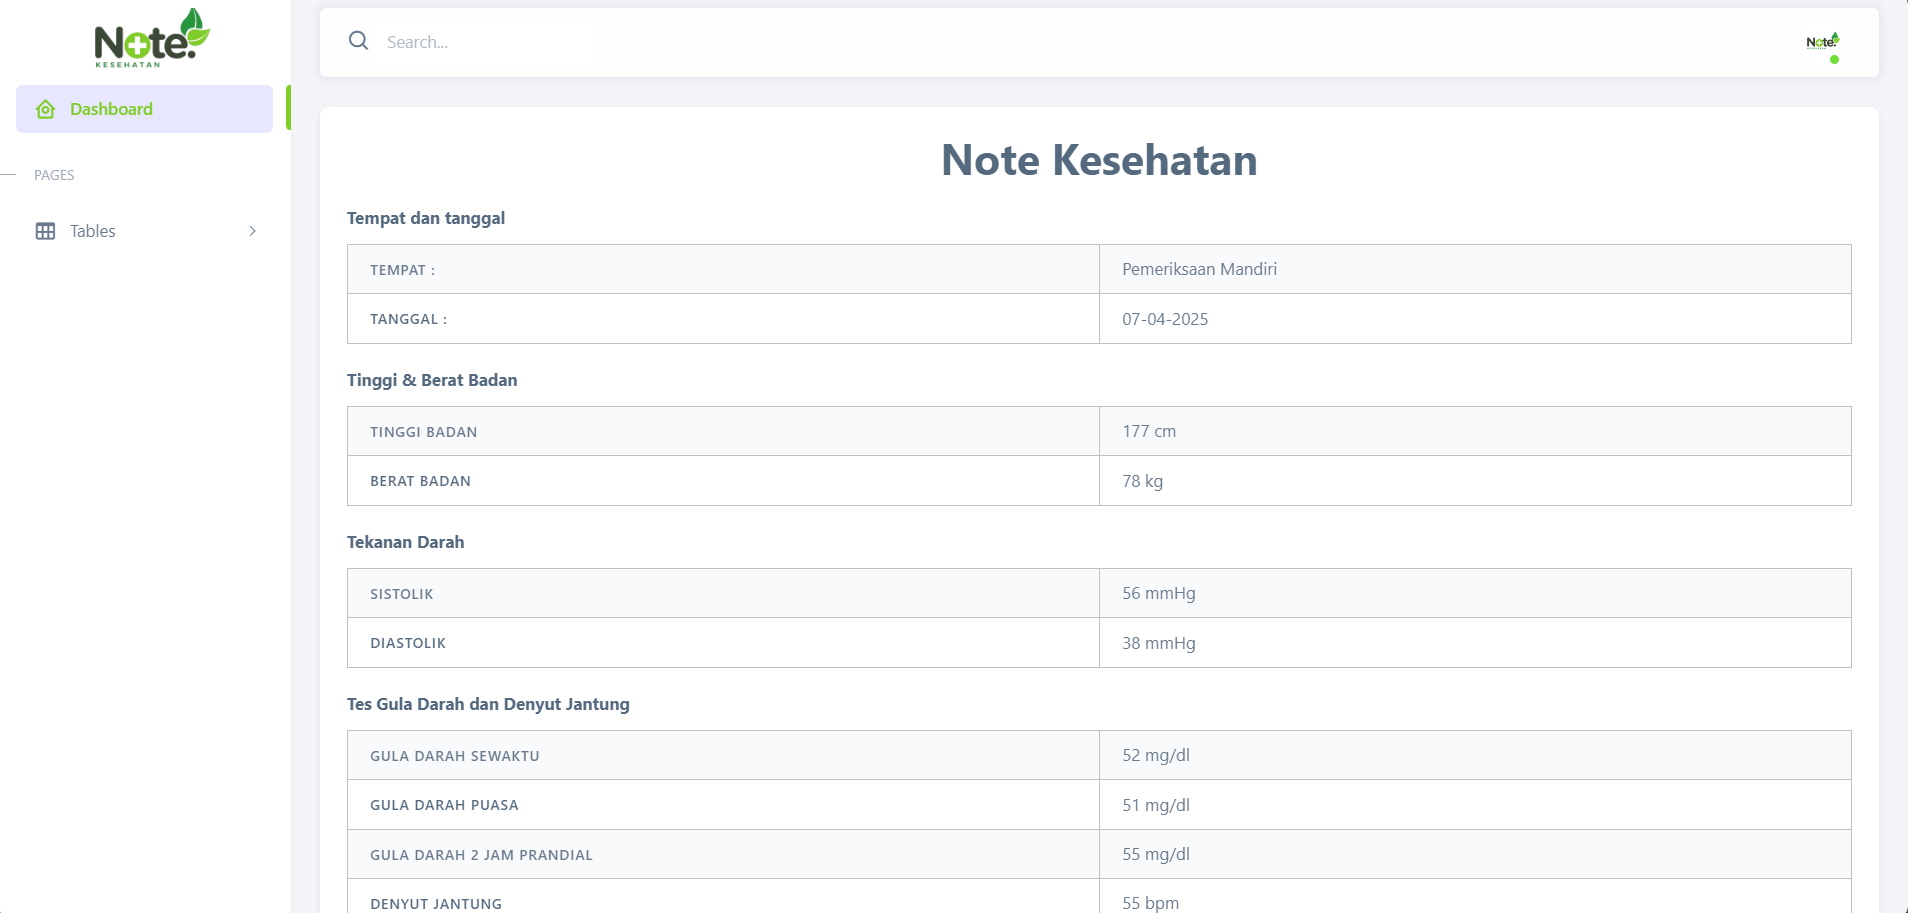 Note.
KESEHATAN
Search...
Note.
Dashboard
PAGES
Tables
Note Kesehatan
Tempat dan tanggal
TEMPAT : Pemeriksaan Mandiri
TANGGAL : 07-04-2025
Tinggi & Berat Badan
TINGGI BADAN 177 cm
BERAT BADAN 78 kg
Tekanan Darah
SISTOLIK 56 mmHg
DIASTOLIK 38 mmHg
Tes Gula Darah dan Denyut Jantung
GULA DARAH SEWAKTU 52 mg/dl
GULA DARAH PUASA 51 mg/dl
GULA DARAH 2 JAM PRANDIAL 55 mg/dl
DENYUT JANTUNG 55 bpm